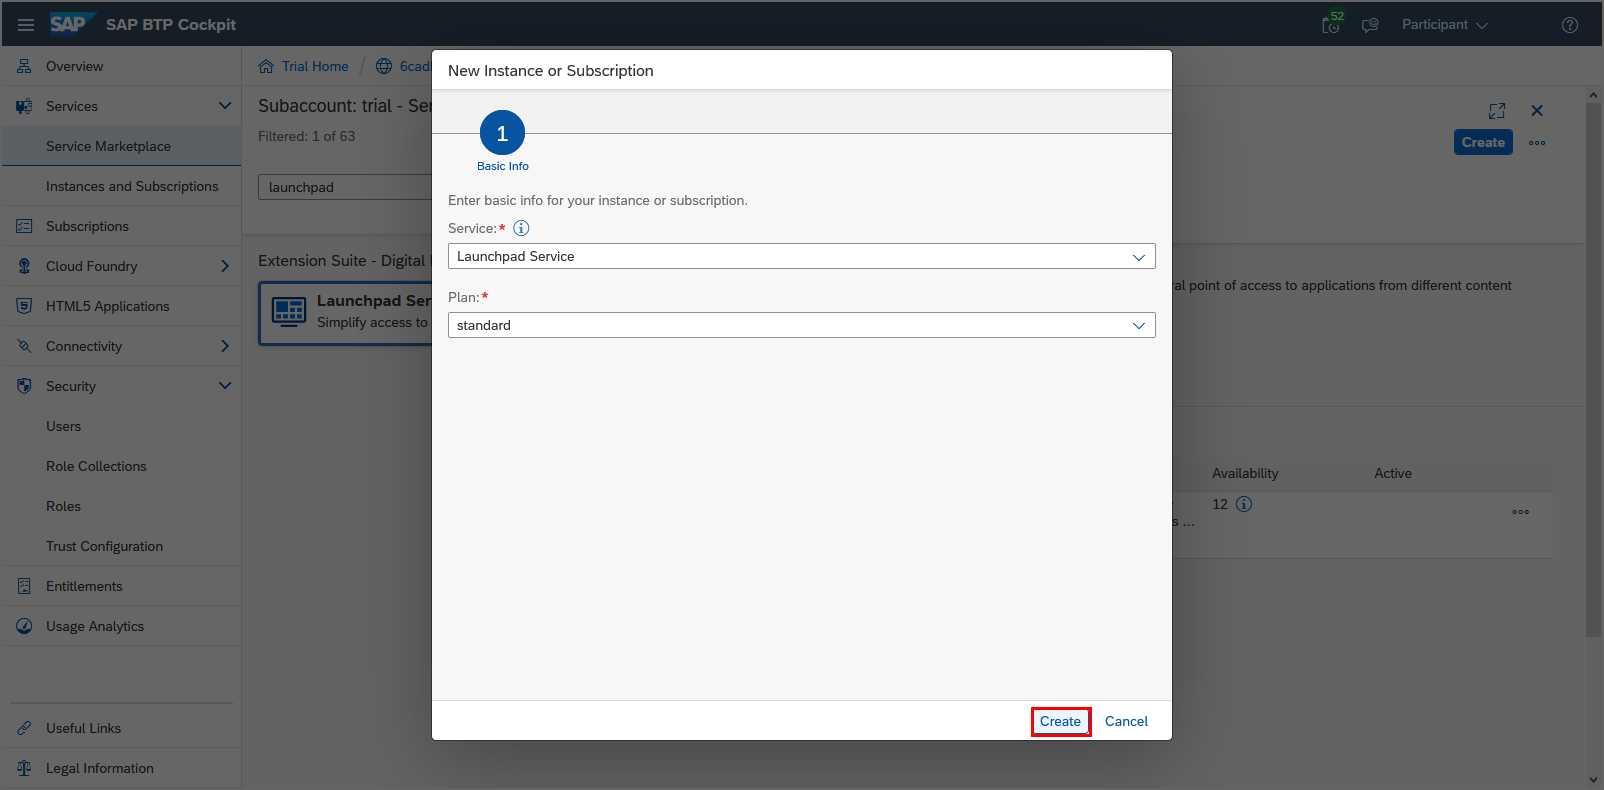 SAP SAP BTP Cockpit
52
Participant
Overview
Services
Service Marketplace
Instances and Subscriptions
Subscriptions
Cloud Foundry
HTML5 Applications
Connectivity
Security
Users
Role Collections
Roles
Trust Configuration
Entitlements
Usage Analytics
Useful Links
Legal Information
Trial Home / 6cad
Subaccount: trial - Ser
Filtered: 1 of 63
launchpad
Extension Suite - Digital
Launchpad Ser
Simplify access to
New Instance or Subscription
1
Basic Info
Enter basic info for your instance or subscription.
Service:*
Launchpad Service
Plan:*
standard
Create
Cancel
Create
al point of access to applications from different content
Availability
Active
12
s ...